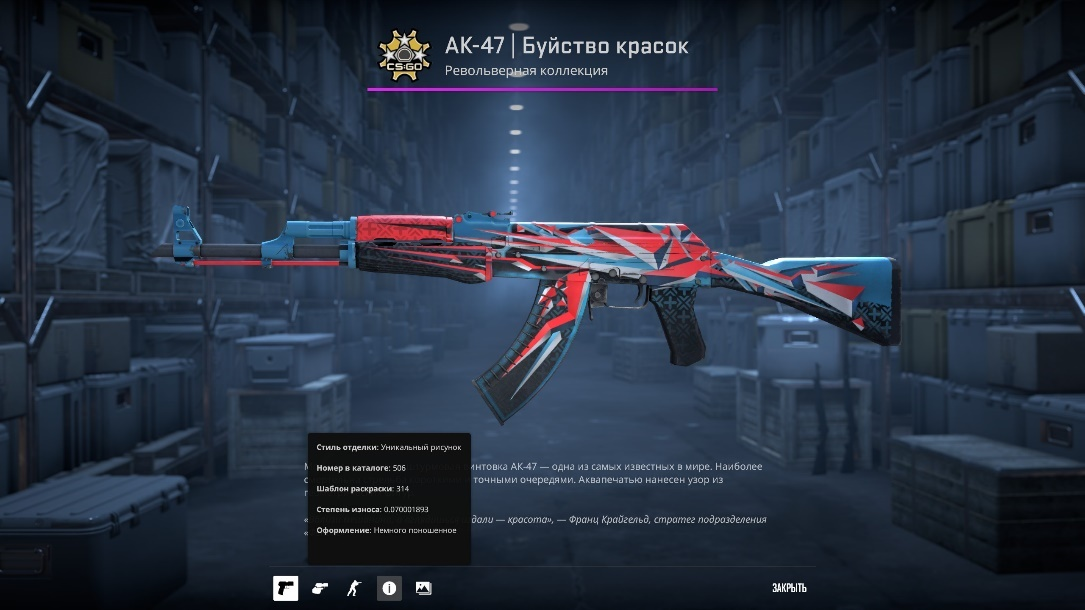 CS:GO
АК-47 | Буйство красок
Револьверная коллекция
Стиль отделки: Уникальный рисунок
Номер в каталоге: 506
Шаблон раскраски: 314
Степень износа: 0.070001893
Оформление: Немного поношенное
АК-47 — одна из самых известных в мире. Наиболее
точными очередями. Аквапечатью нанесен узор из
дали — красота», — Франц Крайгельд, стратег подразделения
ЗАКРЫТЬ